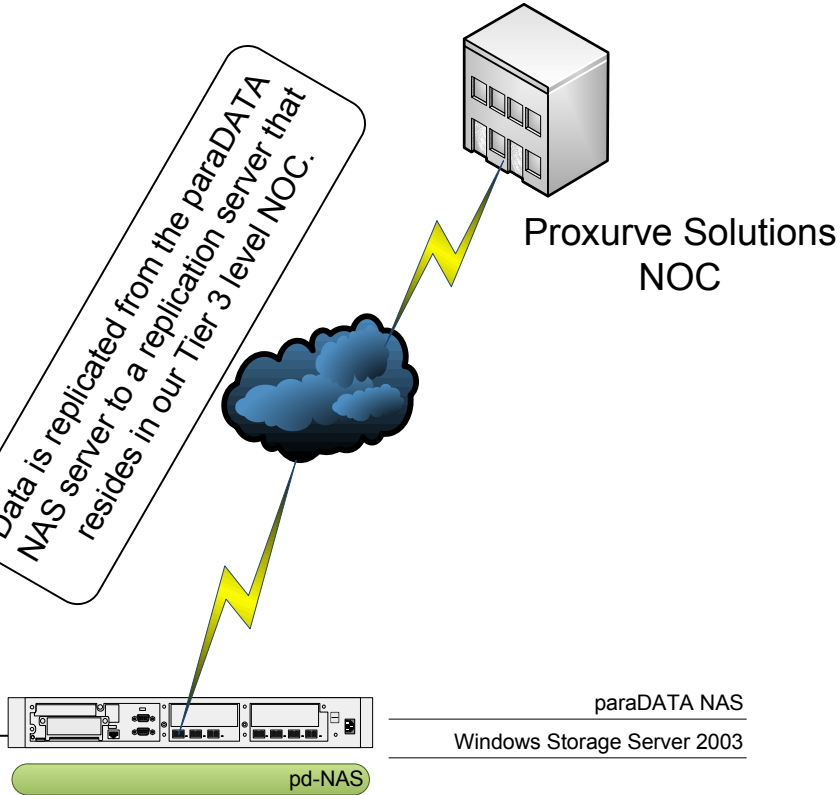 Data is replicated from the paraDATA
NAS server to a replication server that
resides in our Tier 3 level NOC.
Proxurve Solutions
NOC
paraDATA NAS
Windows Storage Server 2003
pd-NAS